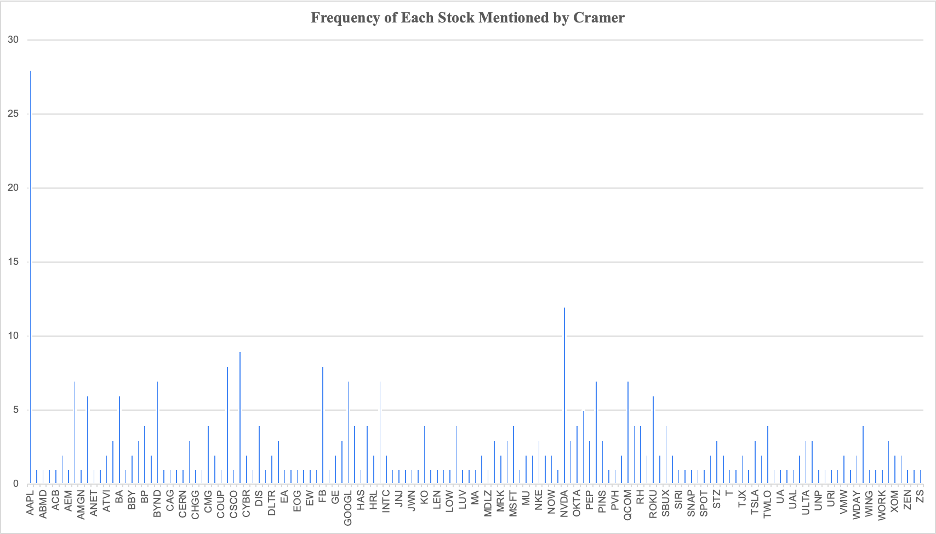 Frequency of Each Stock Mentioned by Cramer
30
25
20
15
10
5
0
AAPL
ABMD
ACB
AEM
AMGN
ANET
ATVI
BA
BBY
BP
BYND
CAG
CERN
CHGG
CMG
COUP
CSCO
CYBR
DIS
DLTR
EA
EOG
EW
FB
GE
GOOGL
HAS
HRL
INTC
JNJ
JWN
KO
LEN
LOW
LUV
MA
MDLZ
MRK
MSFT
MU
NKE
NOW
NVDA
OKTA
PEP
PINS
PVH
QCOM
RH
ROKU
SBUX
SIRI
SNAP
SPOT
STZ
T
TJX
TSLA
TWLO
UA
UAL
ULTA
UNP
URI
VMW
WDAY
WING
WORK
XOM
ZEN
ZS